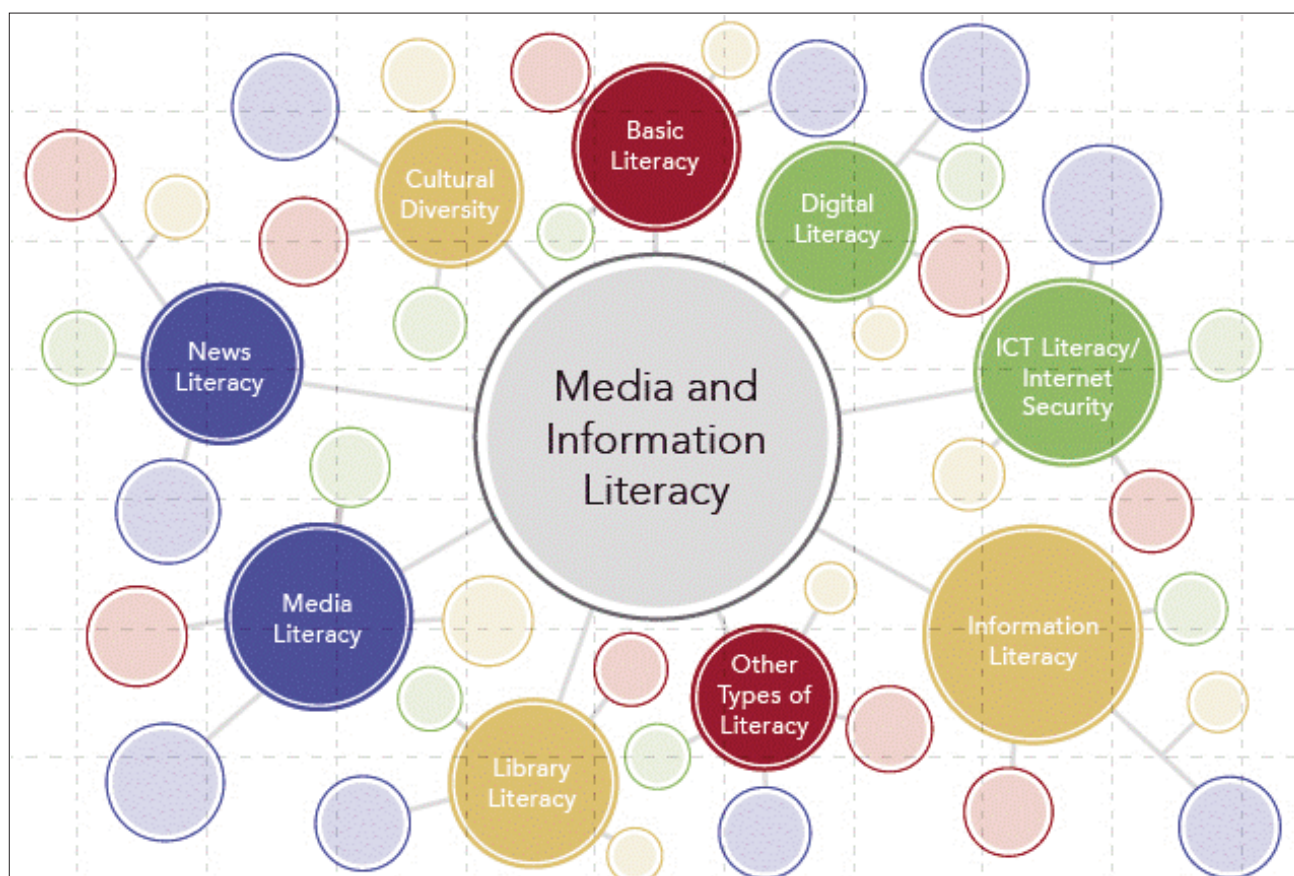 Basic
Literacy
Cultural
Diversity
Digital
Literacy
News
Literacy
ICT Literacy/
Internet
Security
Media and
Information
Literacy
Media
Literacy
Information
Literacy
Other
Types of
Literacy
Library
Literacy